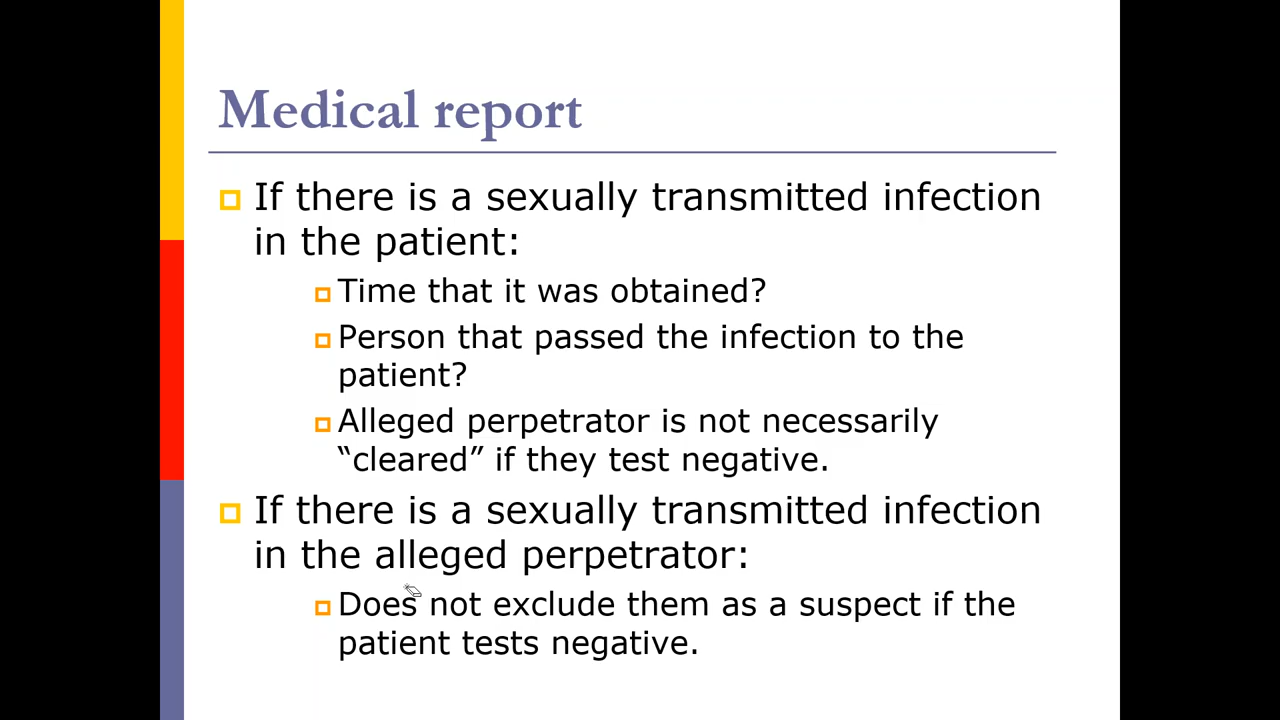 Medical report
If there is a sexually transmitted infection
in the patient:
Time that it was obtained?
Person that passed the infection to the
patient?
Alleged perpetrator is not necessarily
“cleared” if they test negative.
If there is a sexually transmitted infection
in the alleged perpetrator:
Does not exclude them as a suspect if the
patient tests negative.